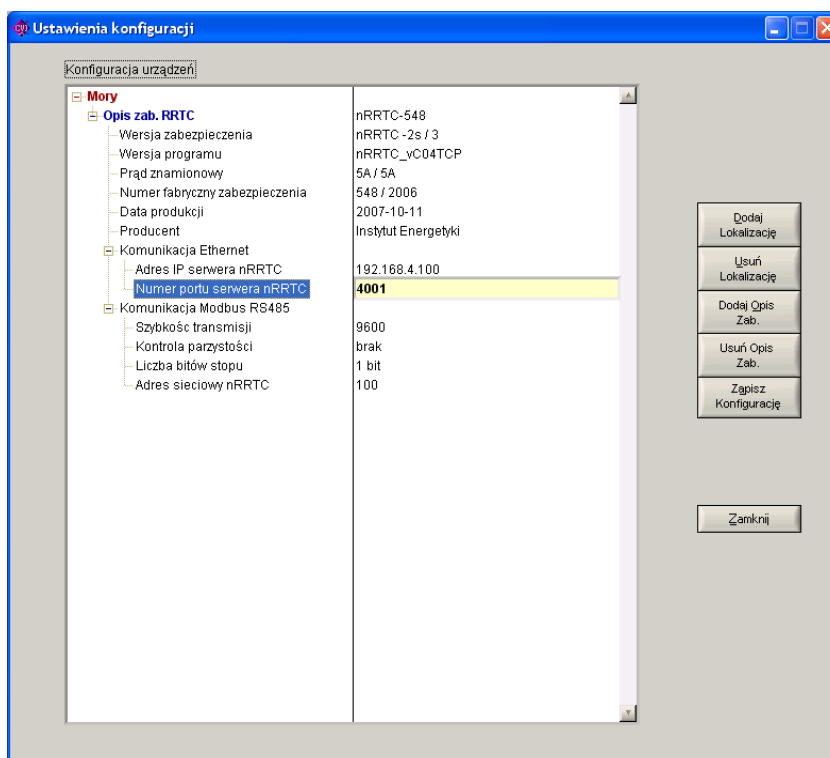 Ustawienia konfiguracji
Konfiguracja urządzeń
Mory
Opis zab. RRTC nRRTC-548
Wersja zabezpieczenia nRRTC -2s / 3
Wersja programu nRRTC_vC04TCP
Prąd znamionowy 5A / 5A
Numer fabryczny zabezpieczenia 548 / 2006
Data produkcji 2007-10-11
Producent Instytut Energetyki
Komunikacja Ethernet
Adres IP serwera nRRTC 192.168.4.100
Numer portu serwera nRRTC 4001
Komunikacja Modbus RS485
Szybkośc transmisji 9600
Kontrola parzystości brak
Liczba bitów stopu 1 bit
Adres sieciowy nRRTC 100
Dodaj
Lokalizację
Usuń
Lokalizację
Dodaj Opis
Zab.
Usuń Opis
Zab.
Zapisz
Konfigurację
Zamknij